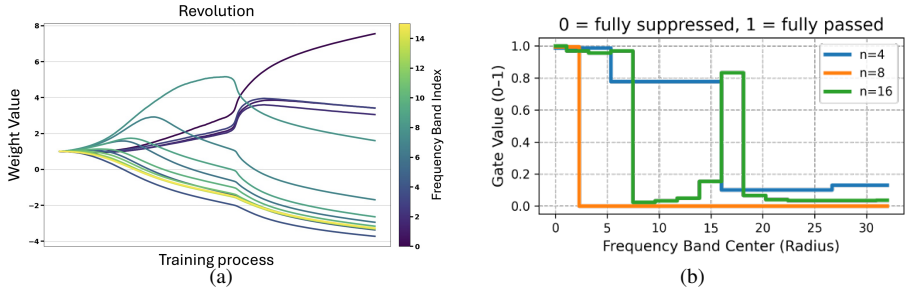 Revolution
8
6
4
2
0
−2
−4
Weight Value
Training process
14
12
10
8
6
4
2
0
Frequency Band Index
(a)
0 = fully suppressed, 1 = fully passed
1.0
0.8
0.6
0.4
0.2
0.0
Gate Value (0–1)
n=4
n=8
n=16
0 5 10 15 20 25 30
Frequency Band Center (Radius)
(b)